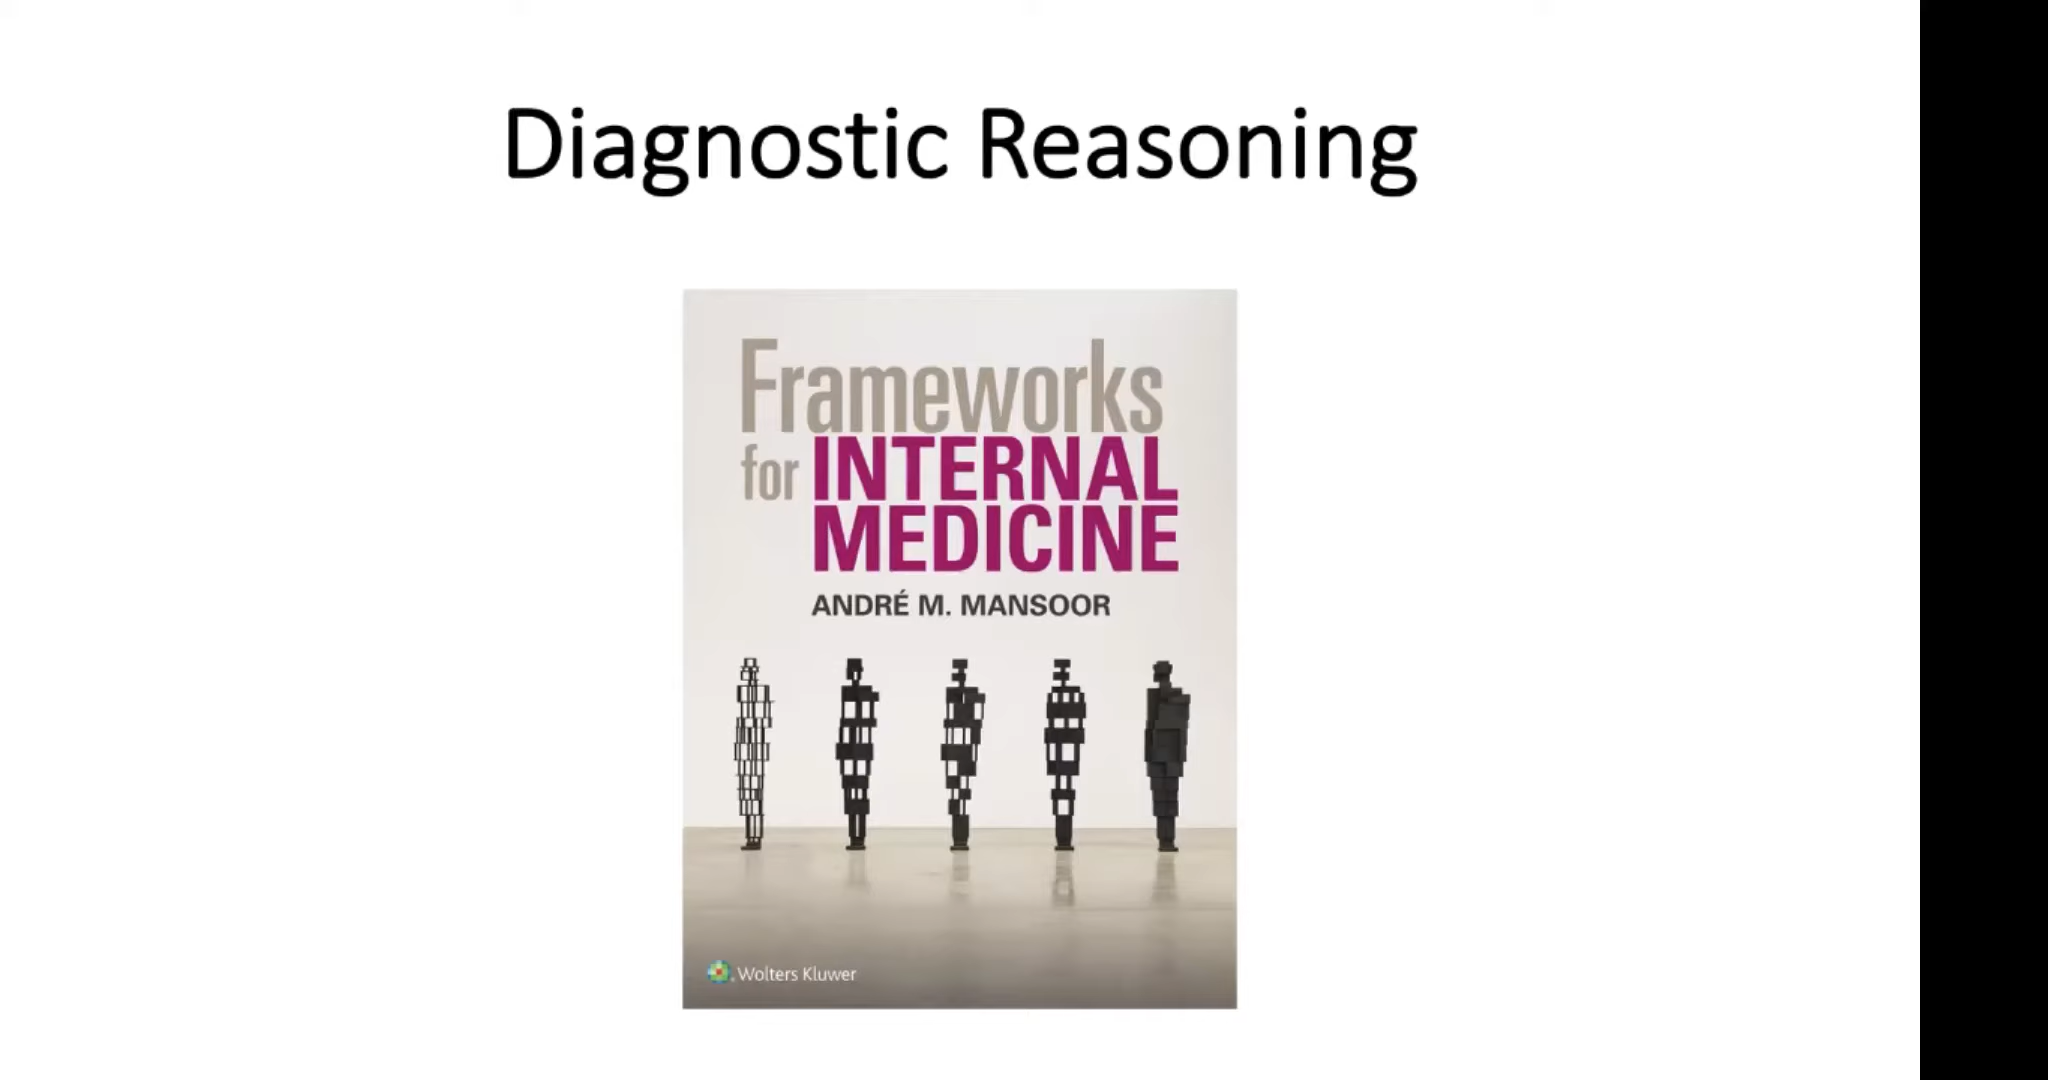 Diagnostic Reasoning
Frameworks
for INTERNAL
MEDICINE
ANDRÉ M. MANSOOR
Wolters Kluwer